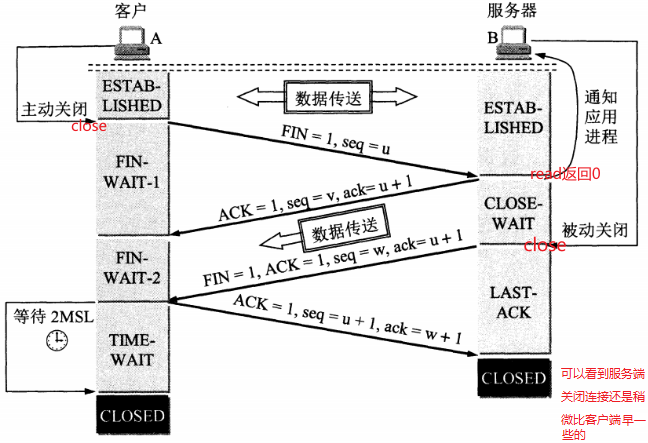 客户
服务器
A
B
ESTAB-
LISHED
数据传送
主动关闭
close
FIN = 1, seq = u
ESTAB-
LISHED
通知
应用
进程
read返回0
FIN-
WAIT-1
ACK = 1, seq = v, ack= u + 1
CLOSE-
WAIT
数据传送
被动关闭
close
FIN-
WAIT-2
FIN = 1, ACK = 1, seq = w, ack= u + 1
等待 2MSL
ACK = 1, seq = u + 1, ack = w + 1
LAST-
ACK
TIME-
WAIT
CLOSED
CLOSED
可以看到服务端
关闭连接还是稍
微比客户端早一
些的